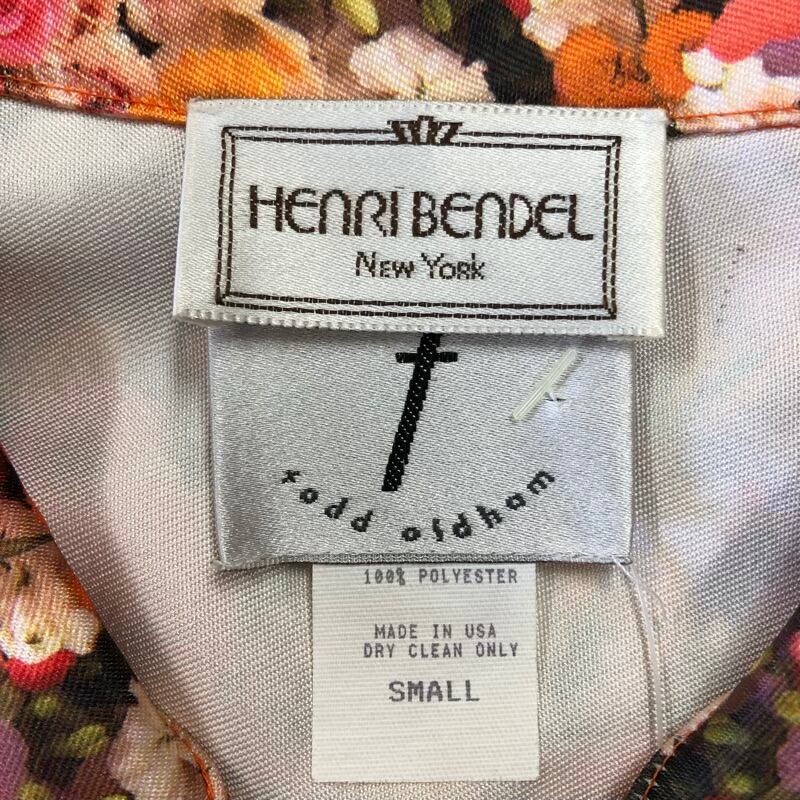 HENRI BENDEL
NEW YORK
t
todd oldham
100% POLYESTER
MADE IN USA
DRY CLEAN ONLY
SMALL